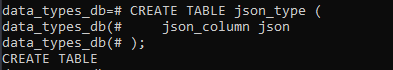 data_types_db=# CREATE TABLE json_type (
data_types_db(#     json_column json
data_types_db(# );
CREATE TABLE